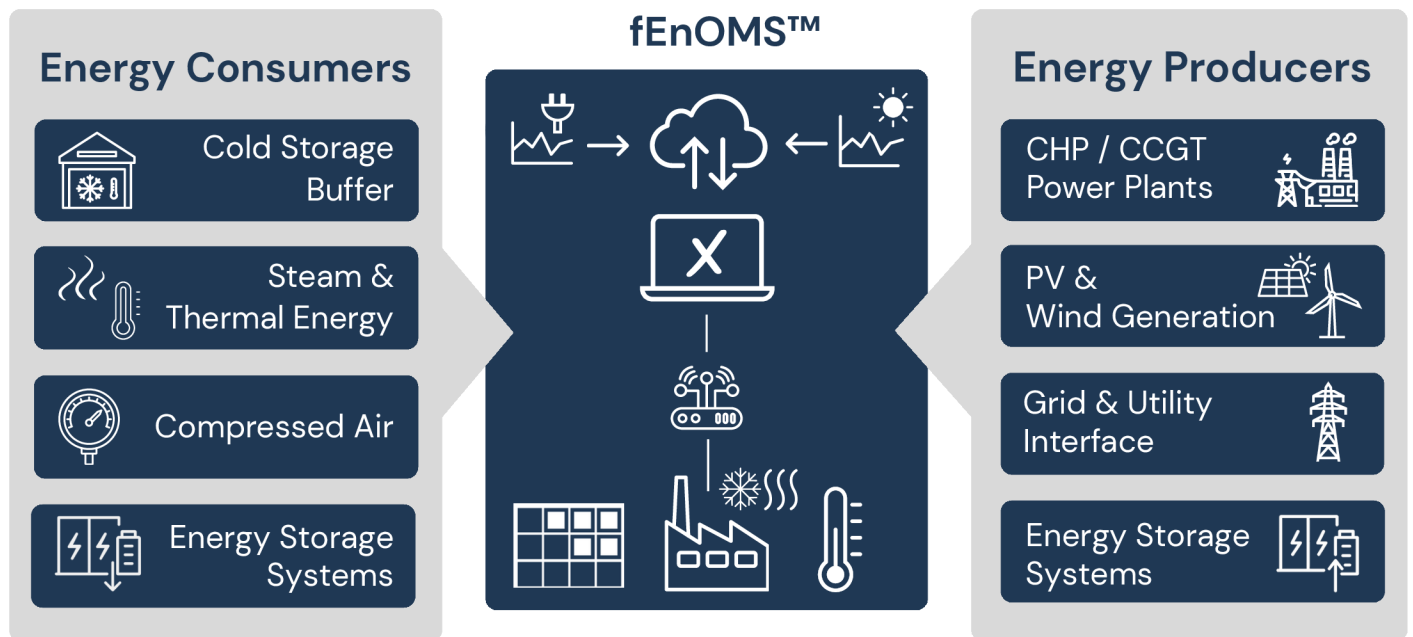 fEnOMS™
Energy Consumers
Cold Storage
Buffer
Steam &
Thermal Energy
Compressed Air
Energy Storage
Systems
X
Energy Producers
CHP / CCGT
Power Plants
PV &
Wind Generation
Grid & Utility
Interface
Energy Storage
Systems